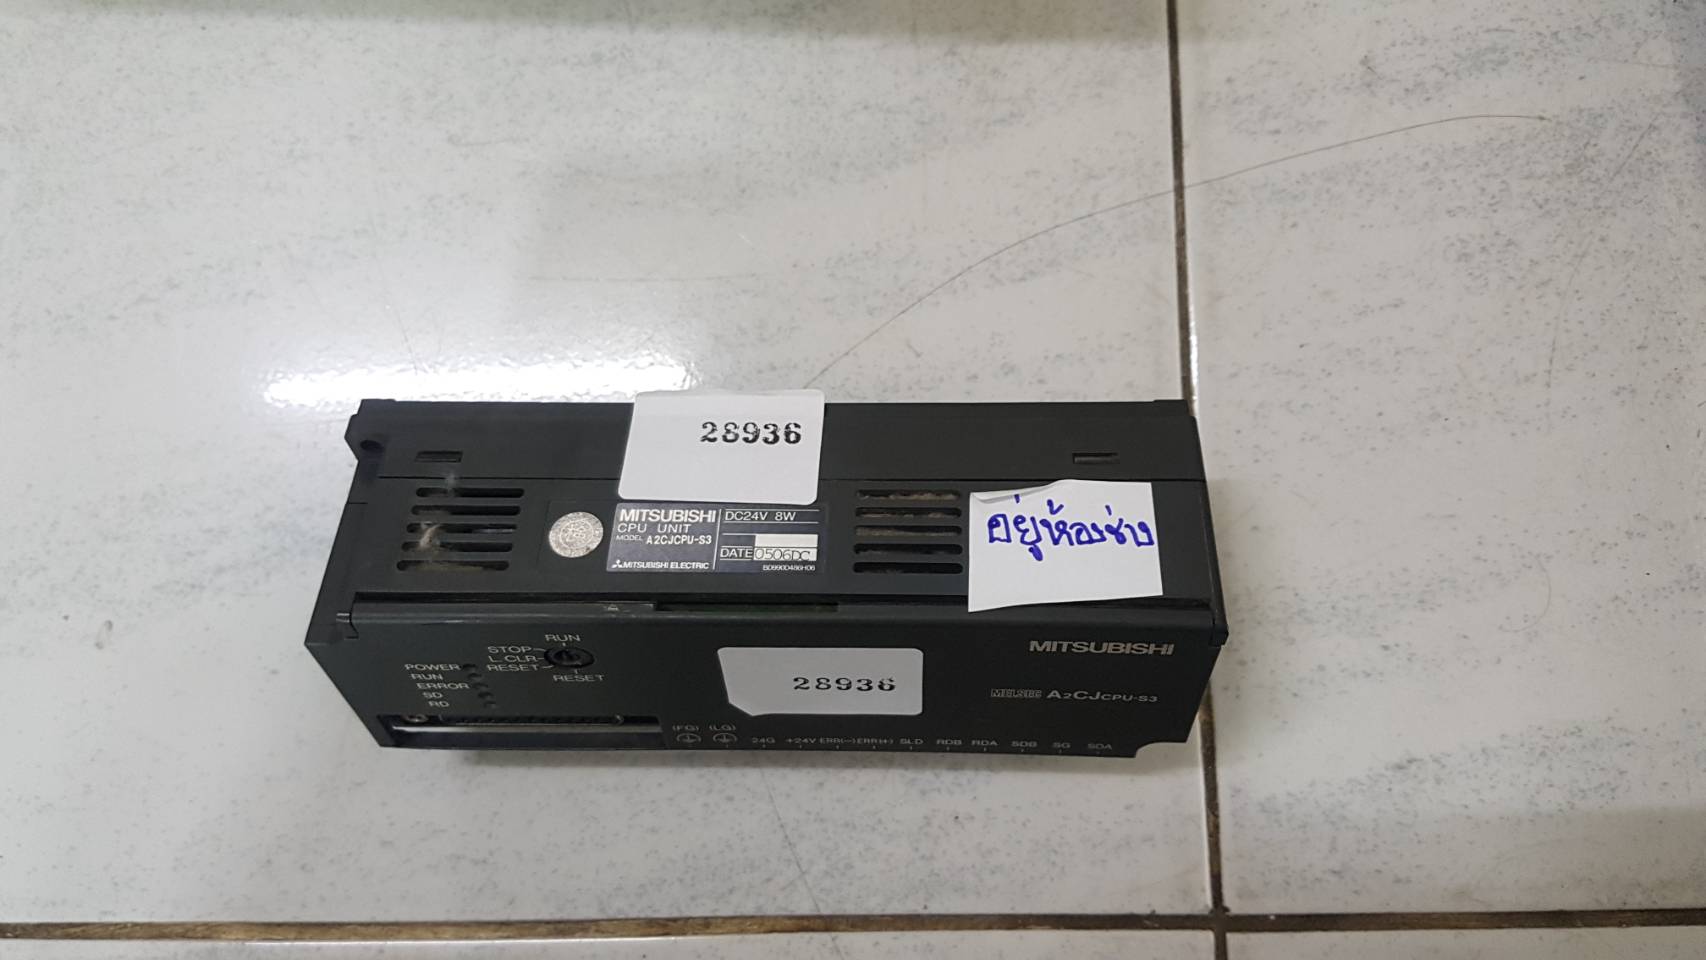 28936
MITSUBISHI
CPU UNIT
MODEL A2CJCPU-S3
MITSUBISHI ELECTRIC
DC24V 8W
DATE 0506DC
BD990D486H06
อยู่ห้องช่าง
RUN
STOP
L.CLR
RESET
RESET
POWER
RUN
ERROR
SD
RD
28936
MITSUBISHI
MELSEC A2CJCPU-S3
(FG) (LG)
24G +24V ERR(-) ERR(+) SLD RDB RDA SDB SG SDA